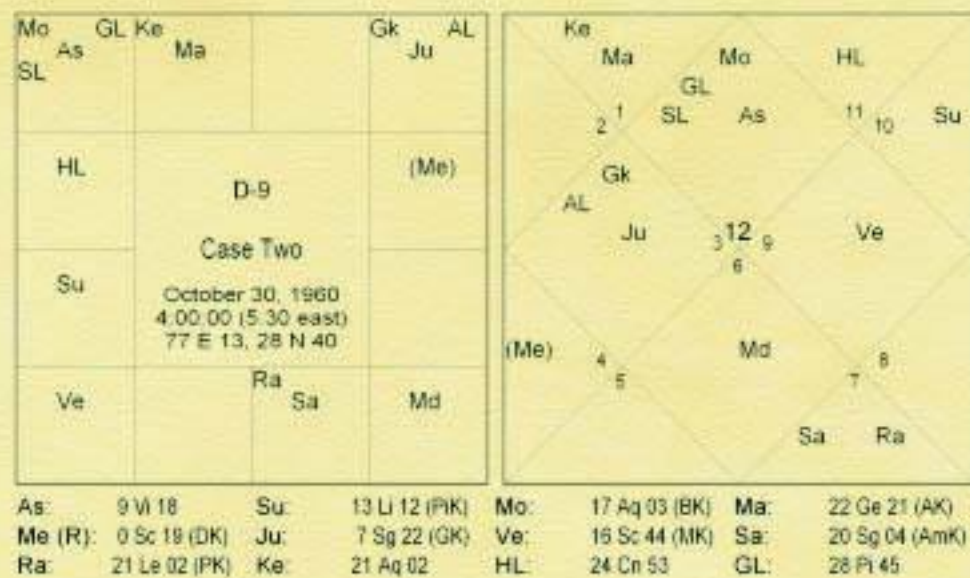 Mo GL Ke Gk AL
As Ma Ju
SL
HL (Me)
D-9
Case Two
Su
October 30, 1960
4:00:00 (5:30 east)
77 E 13, 28 N 40
Ra
Ve Sa Md
Ke
Ma Mo HL
GL
2 1 SL As 11 10 Su
Gk
AL
Ju 3 12 9 Ve
6
(Me) 4 Md 8
5 7
Sa Ra
As: 9 Vi 18 Su: 13 Li 12 (PiK) Mo: 17 Aq 03 (BK) Ma: 22 Ge 21 (AK)
Me (R): 0 Sc 19 (DK) Ju: 7 Sg 22 (GK) Ve: 16 Sc 44 (MK) Sa: 20 Sg 04 (AmK)
Ra: 21 Le 02 (PK) Ke: 21 Aq 02 HL: 24 Cn 53 GL: 28 Pi 45